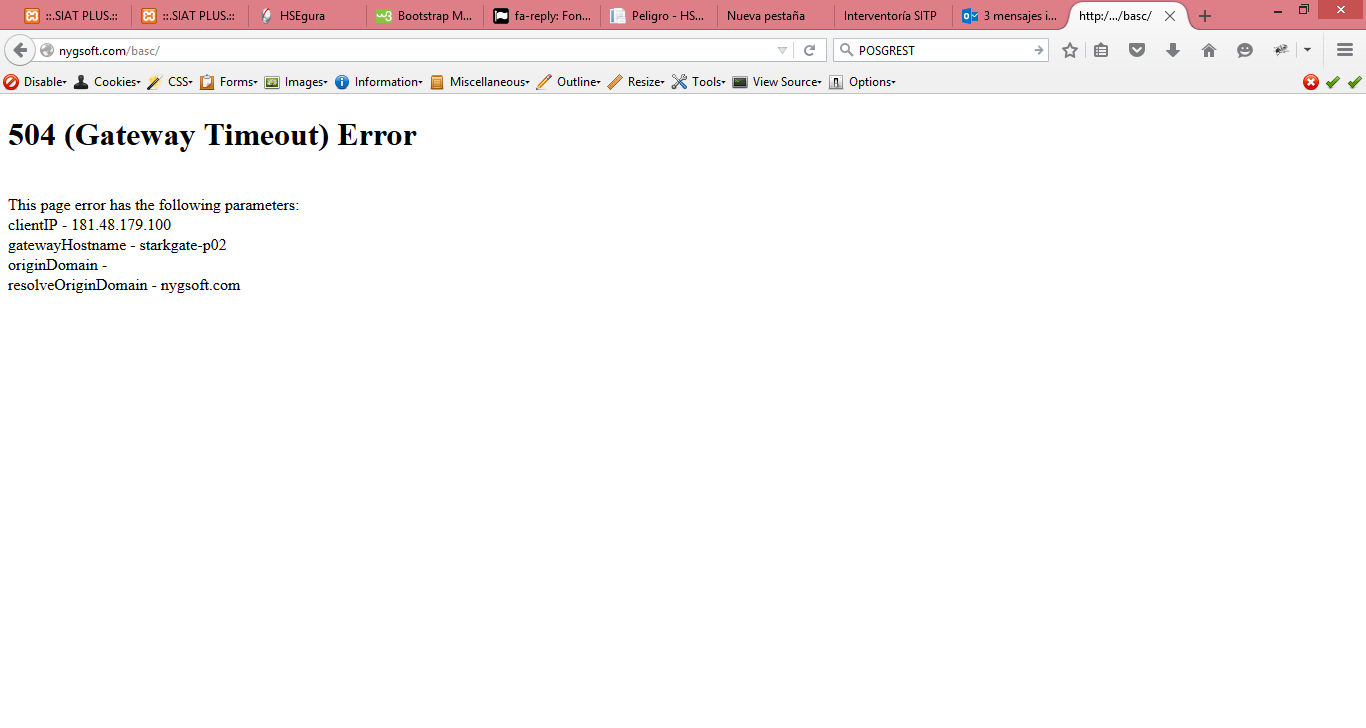 ::.SIAT PLUS.:: ::.SIAT PLUS.:: HSEgura Bootstrap M... fa-reply: Fon... Peligro - HS... Nueva pestaña Interventoría SITP 3 mensajes i... http:/.../basc/
nygsoft.com/basc/ POSGREST
Disable Cookies CSS Forms Images Information Miscellaneous Outline Resize Tools View Source Options
504 (Gateway Timeout) Error
This page error has the following parameters:
clientIP - 181.48.179.100
gatewayHostname - starkgate-p02
originDomain -
resolveOriginDomain - nygsoft.com